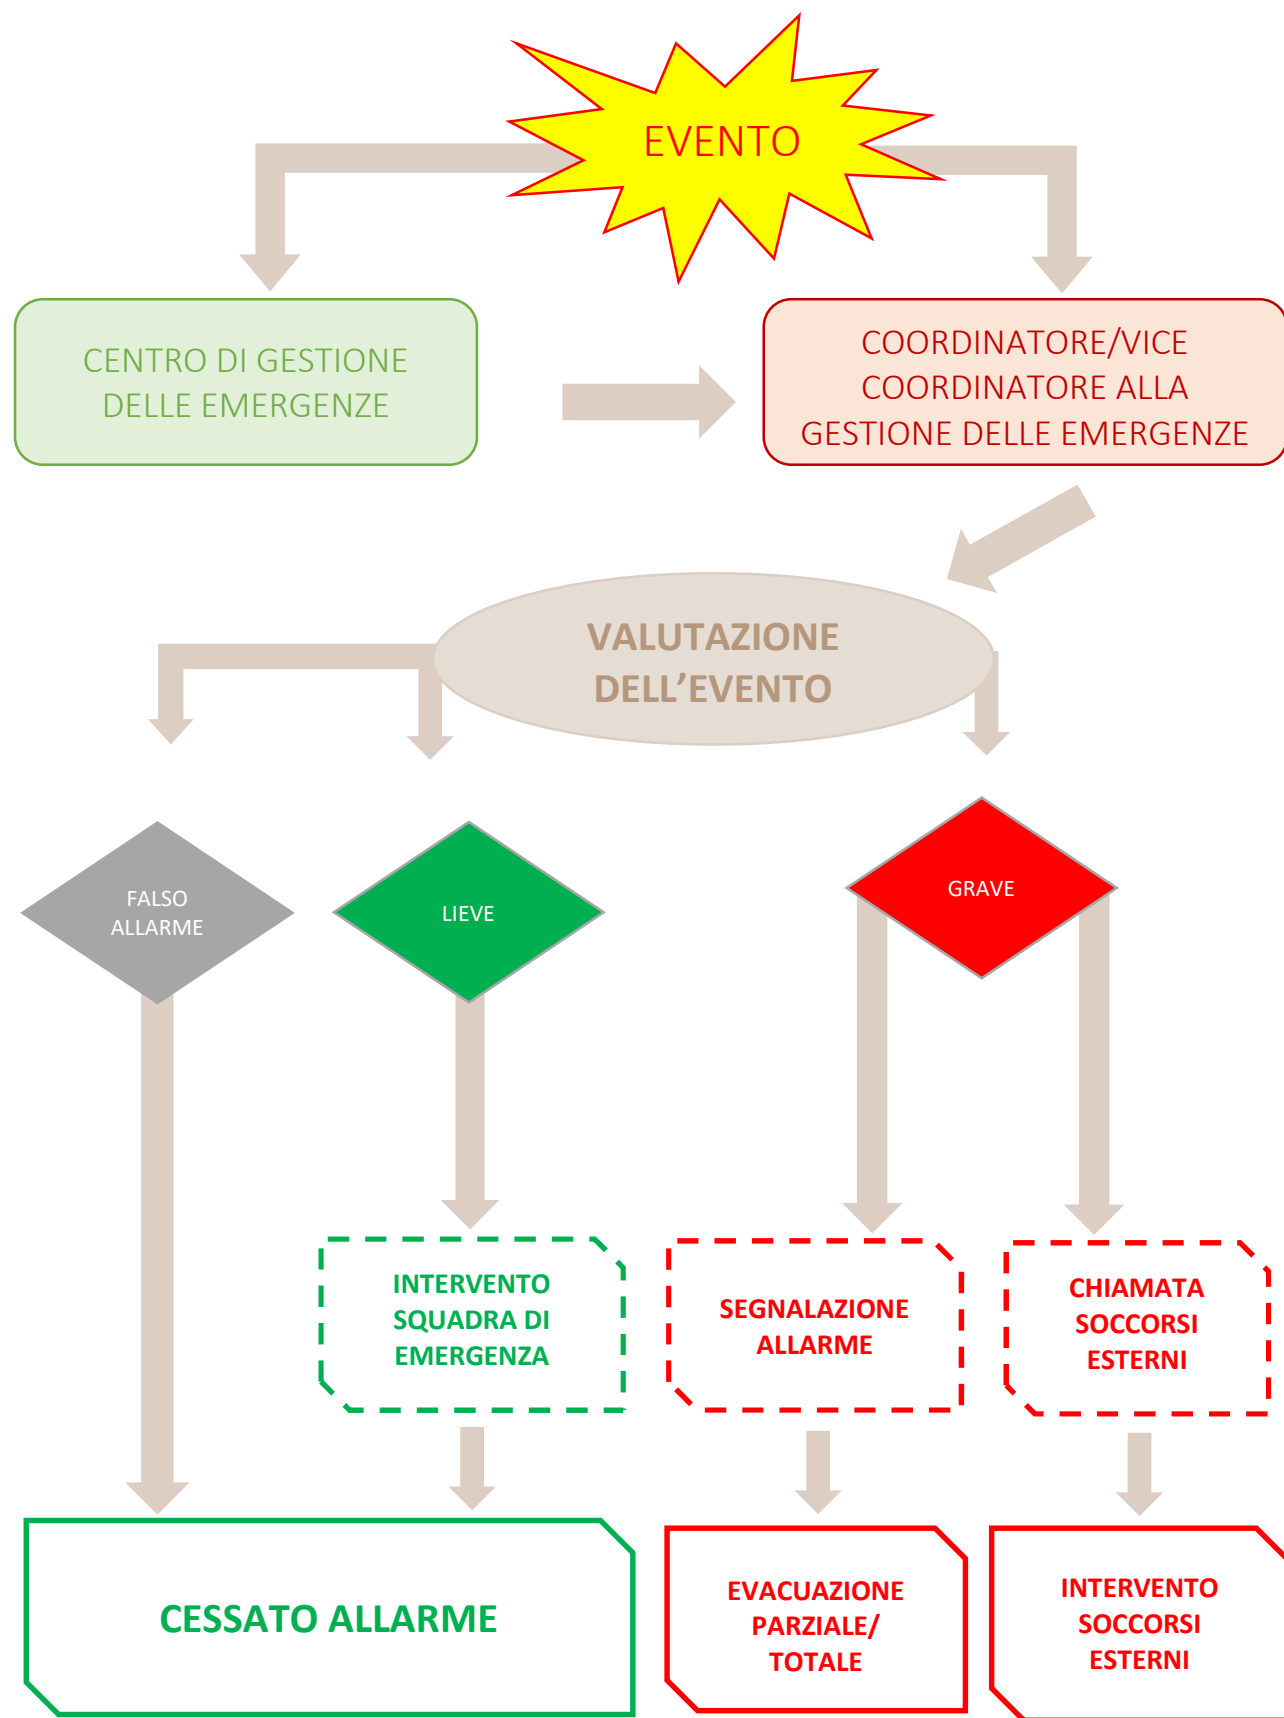 EVENTO
CENTRO DI GESTIONE
DELLE EMERGENZE
COORDINATORE/VICE
COORDINATORE ALLA
GESTIONE DELLE EMERGENZE
VALUTAZIONE
DELL’EVENTO
FALSO
ALLARME
LIEVE
GRAVE
INTERVENTO
SQUADRA DI
EMERGENZA
SEGNALAZIONE
ALLARME
CHIAMATA
SOCCORSI
ESTERNI
CESSATO ALLARME
EVACUAZIONE
PARZIALE/
TOTALE
INTERVENTO
SOCCORSI
ESTERNI